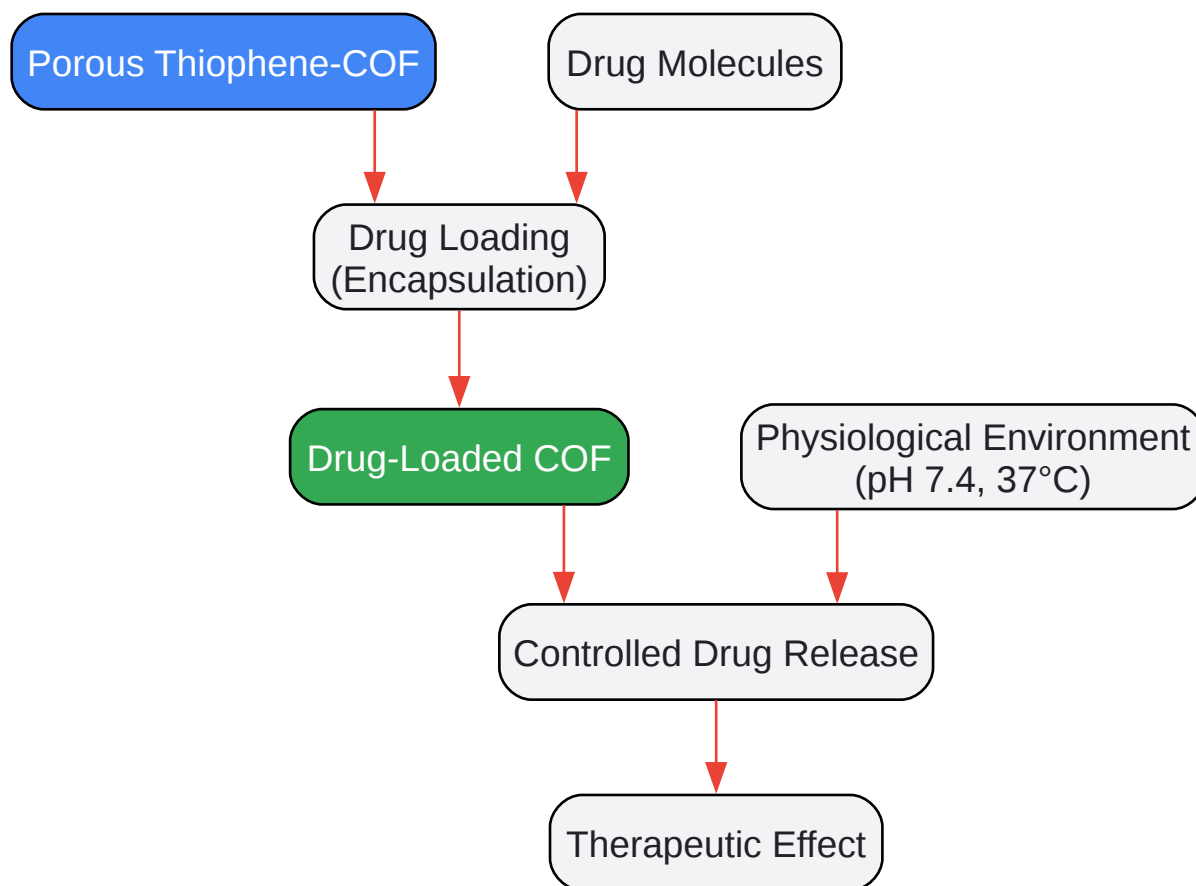 Porous Thiophene-COF
Drug Molecules
Drug Loading
(Encapsulation)
Drug-Loaded COF
Physiological Environment
(pH 7.4, 37°C)
Controlled Drug Release
Therapeutic Effect